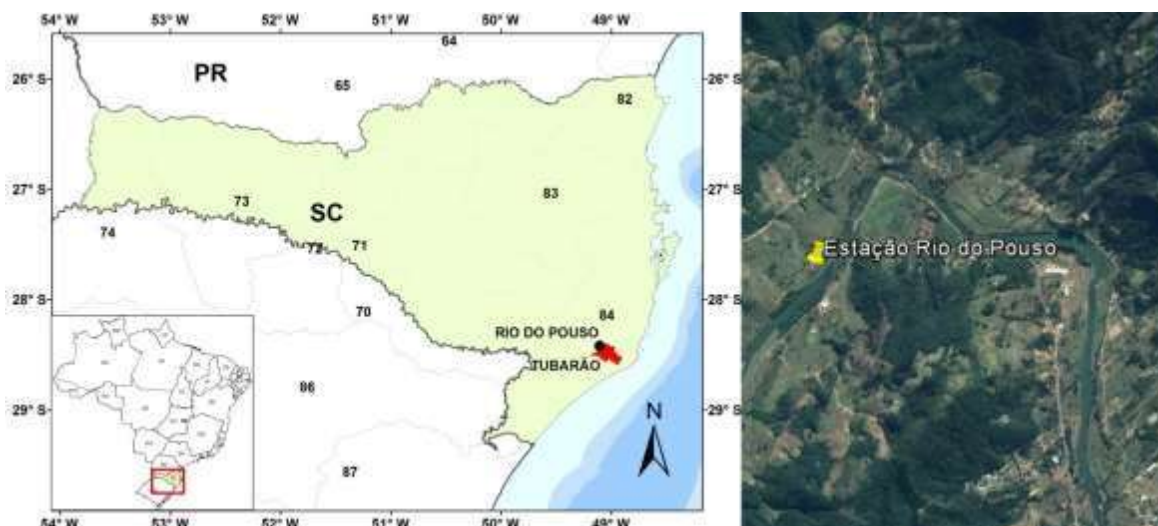 54° W 53° W 52° W 51° W 50° W 49° W
26° S
27° S
28° S
29° S
64
PR
65
82
83
73
SC
74
72
71
26° S
27° S
28° S
29° S
70
84
RIO DO POUSO
TUBARÃO
86
87
N
54° W 53° W 52° W 51° W 50° W 49° W
Estação Rio do Pouso